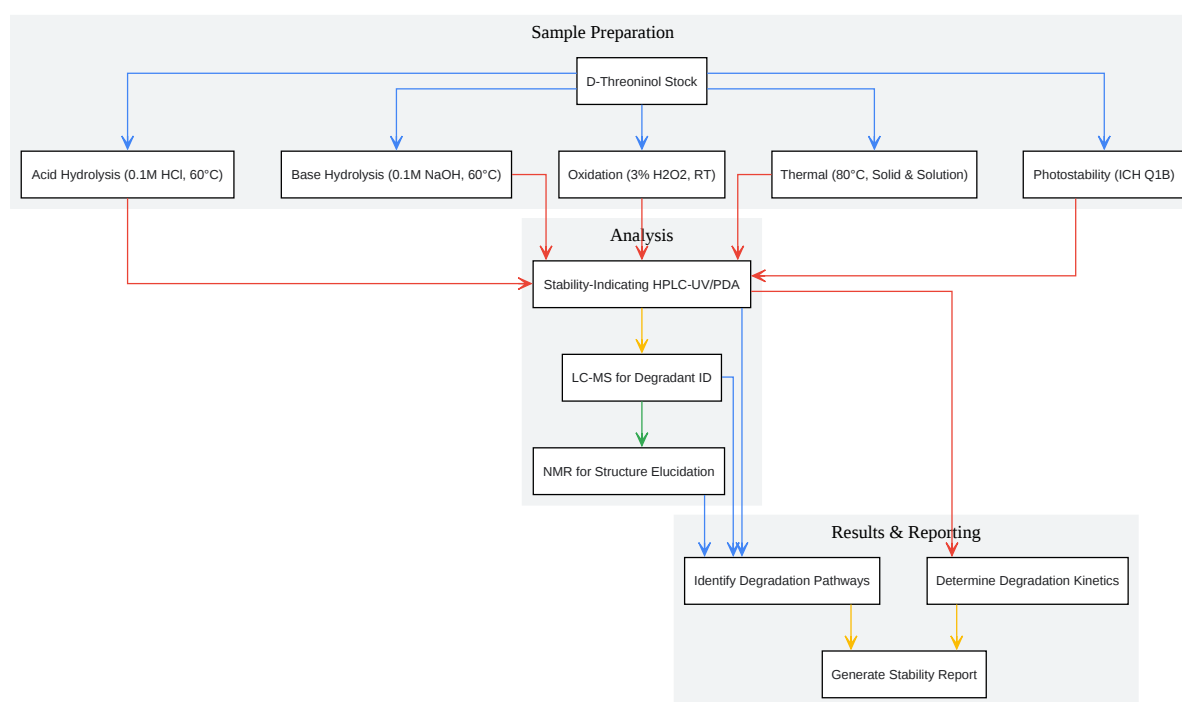 Sample Preparation
D-Threoninol Stock
Acid Hydrolysis (0.1M HCl, 60°C)
Base Hydrolysis (0.1M NaOH, 60°C)
Oxidation (3% H2O2, RT)
Thermal (80°C, Solid & Solution)
Photostability (ICH Q1B)
Analysis
Stability-Indicating HPLC-UV/PDA
LC-MS for Degradant ID
NMR for Structure Elucidation
Results & Reporting
Identify Degradation Pathways
Determine Degradation Kinetics
Generate Stability Report